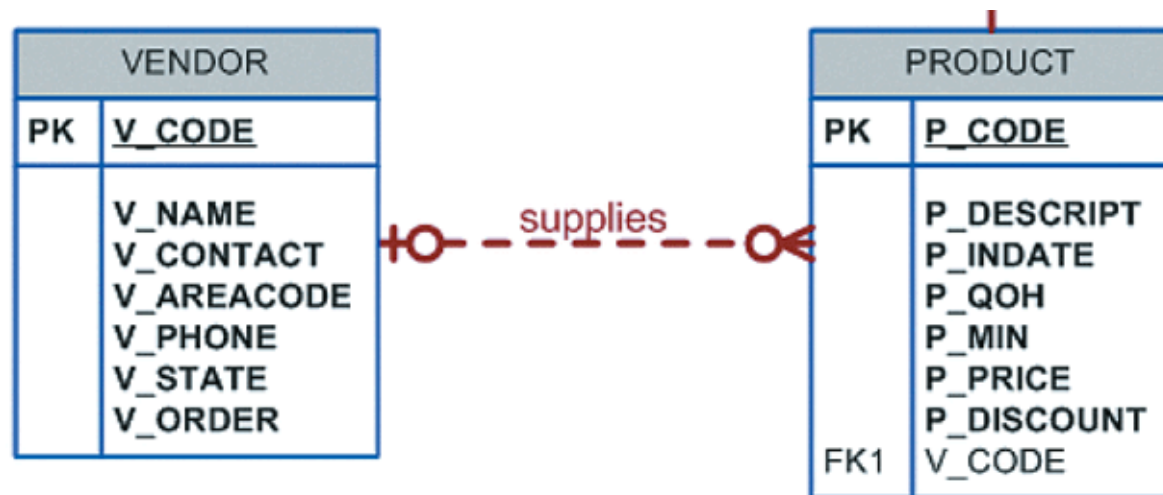 VENDOR
PK V_CODE
V_NAME
V_CONTACT
V_AREACODE
V_PHONE
V_STATE
V_ORDER
supplies
PRODUCT
PK P_CODE
P_DESCRIPT
P_INDATE
P_QOH
P_MIN
P_PRICE
P_DISCOUNT
FK1 V_CODE